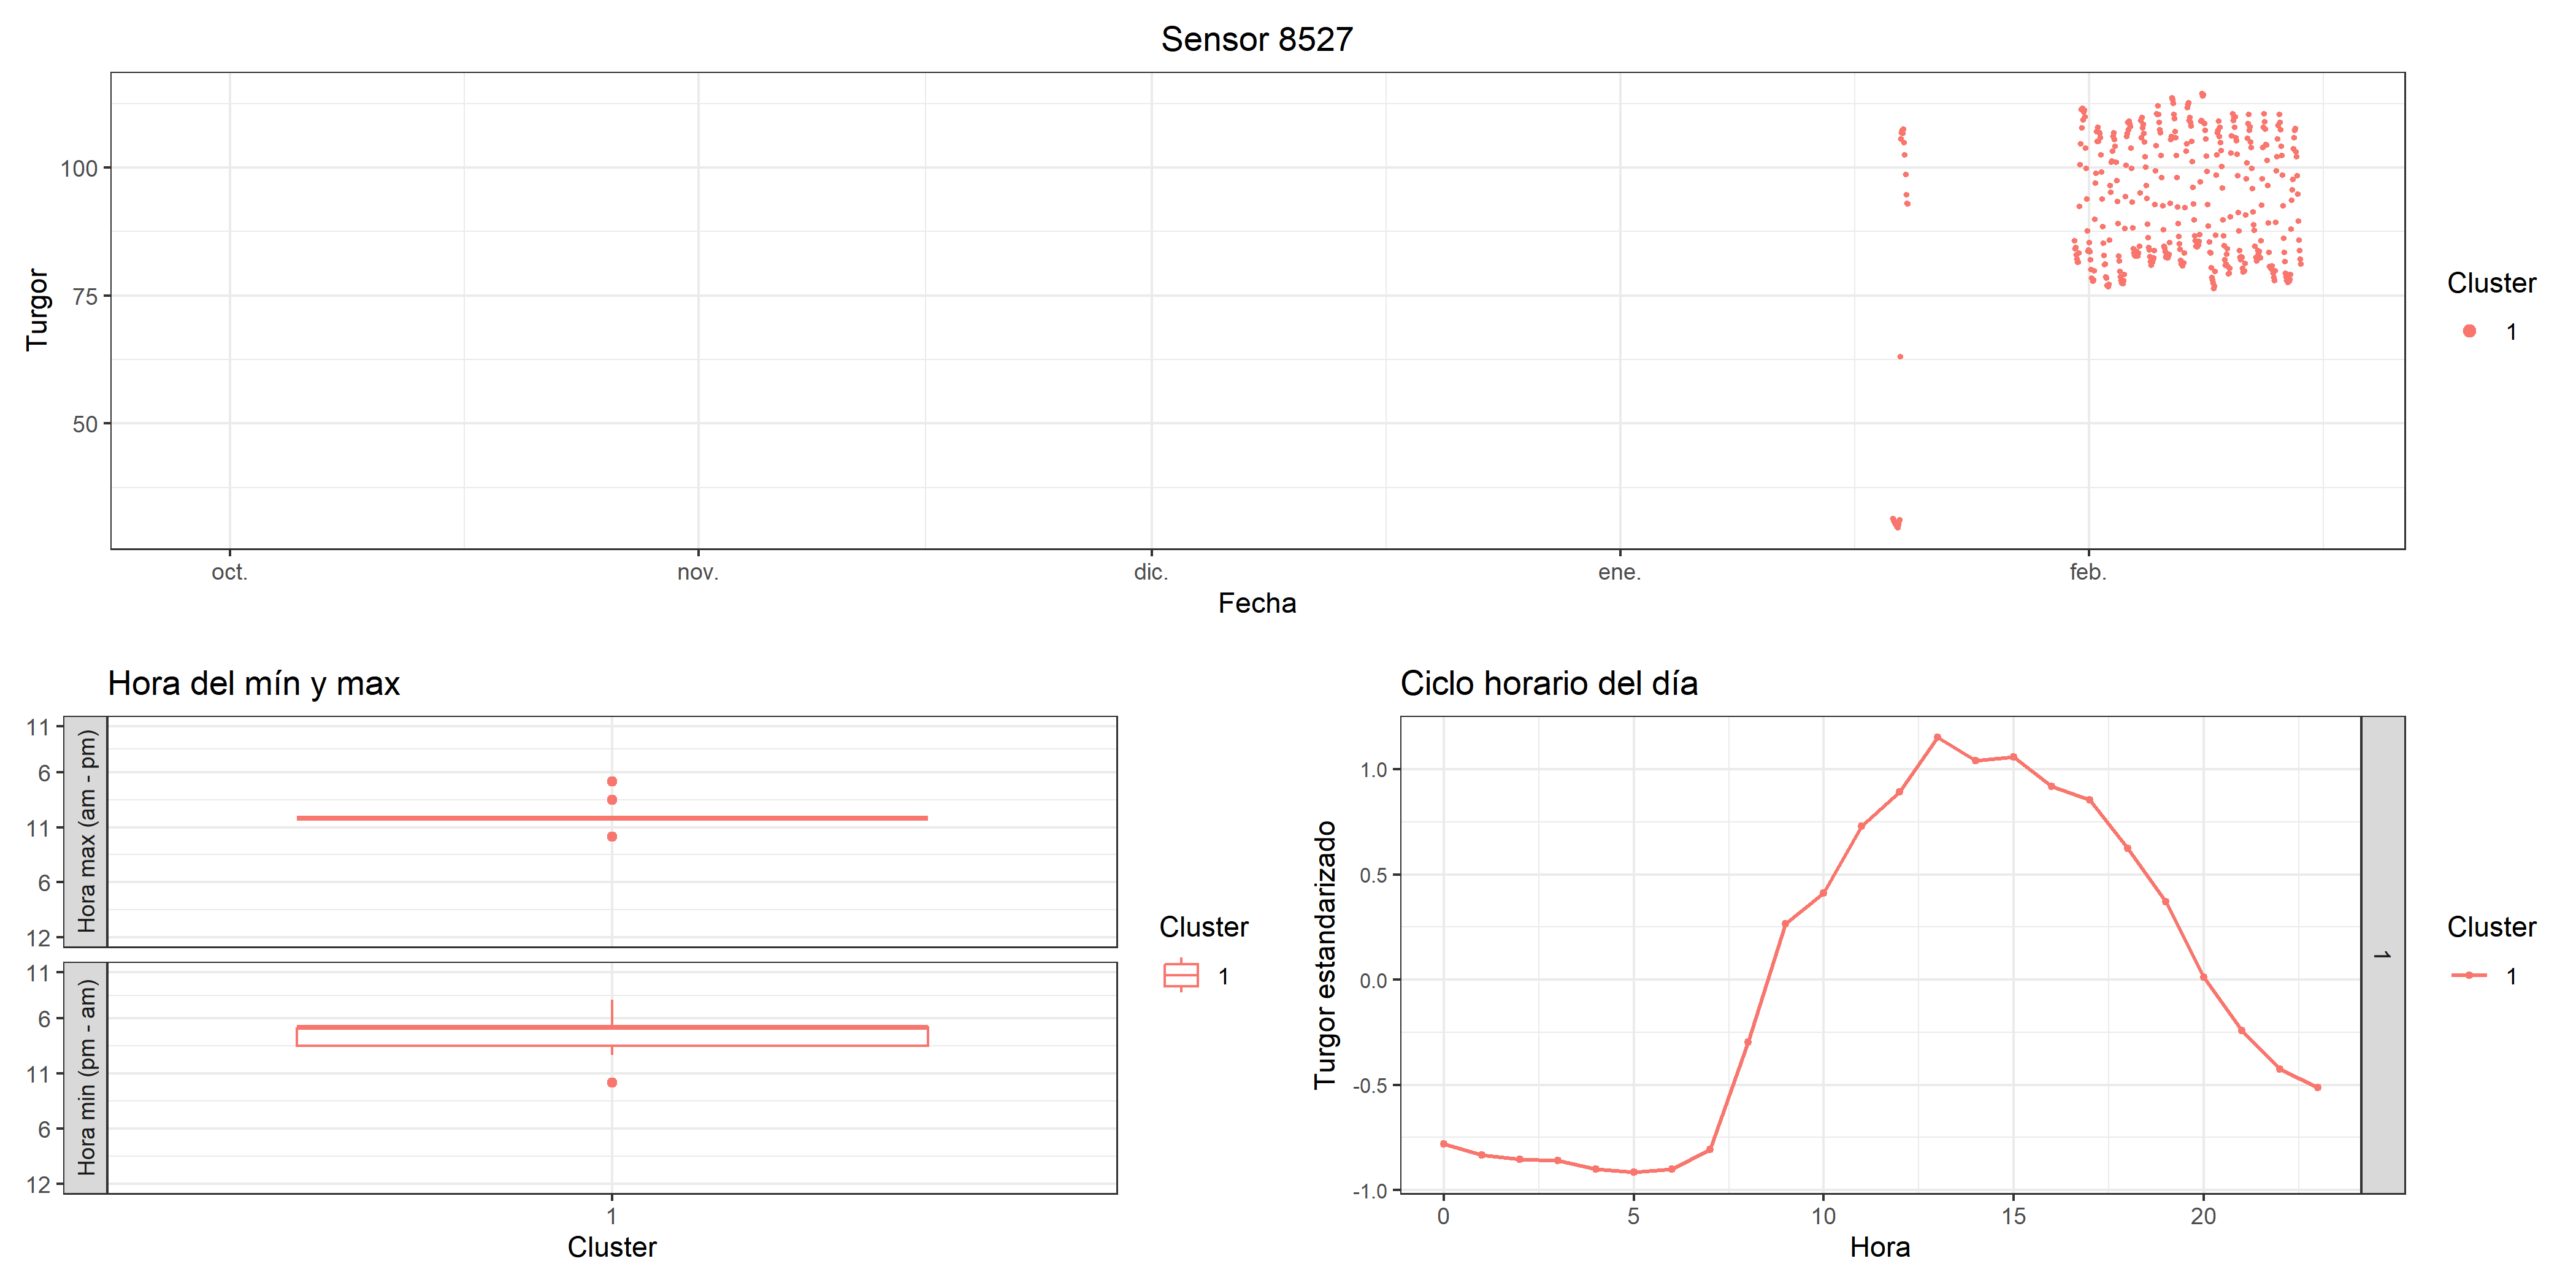 Sensor 8527
Turgor
100
75
50
oct.
nov.
dic.
ene.
feb.
Fecha
Cluster
1
Hora del mín y max
Hora max (am - pm)
11
6
11
6
12
Hora min (pm - am)
11
6
11
6
12
1
Cluster
Cluster
1
Ciclo horario del día
Turgor estandarizado
1.0
0.5
0.0
-0.5
-1.0
0
5
10
15
20
Hora
1
Cluster
1